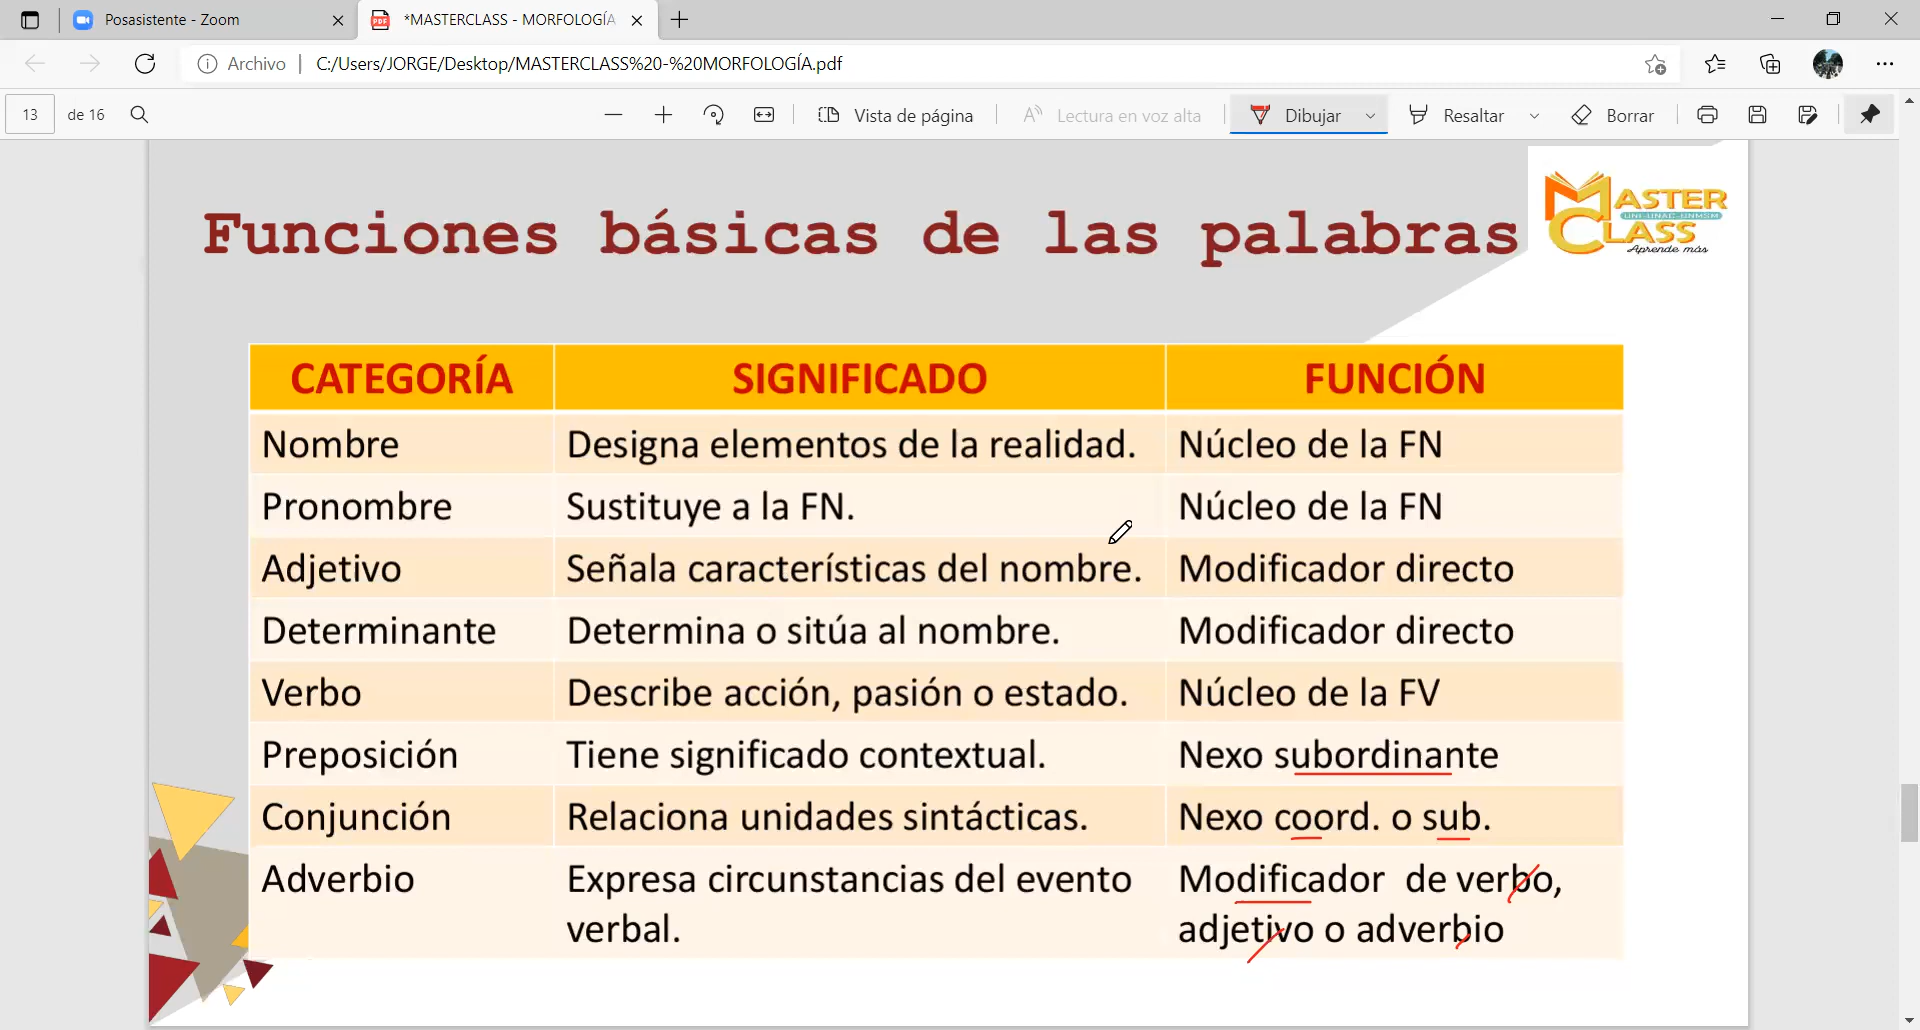 Posasistente - Zoom
*MASTERCLASS - MORFOLOGÍA
Archivo | C:/Users/JORGE/Desktop/MASTERCLASS%20-%20MORFOLOGÍA.pdf
13 de 16
Vista de página
Lectura en voz alta
Dibujar
Resaltar
Borrar
Funciones básicas de las palabras
MASTER
UNI-UNAC-UNMSM
CLASS
Aprende más
CATEGORÍA SIGNIFICADO FUNCIÓN
Nombre Designa elementos de la realidad. Núcleo de la FN
Pronombre Sustituye a la FN. Núcleo de la FN
Adjetivo Señala características del nombre. Modificador directo
Determinante Determina o sitúa al nombre. Modificador directo
Verbo Describe acción, pasión o estado. Núcleo de la FV
Preposición Tiene significado contextual. Nexo subordinante
Conjunción Relaciona unidades sintácticas. Nexo coord. o sub.
Adverbio Expresa circunstancias del evento Modificador de verbo,
verbal. adjetivo o adverbio